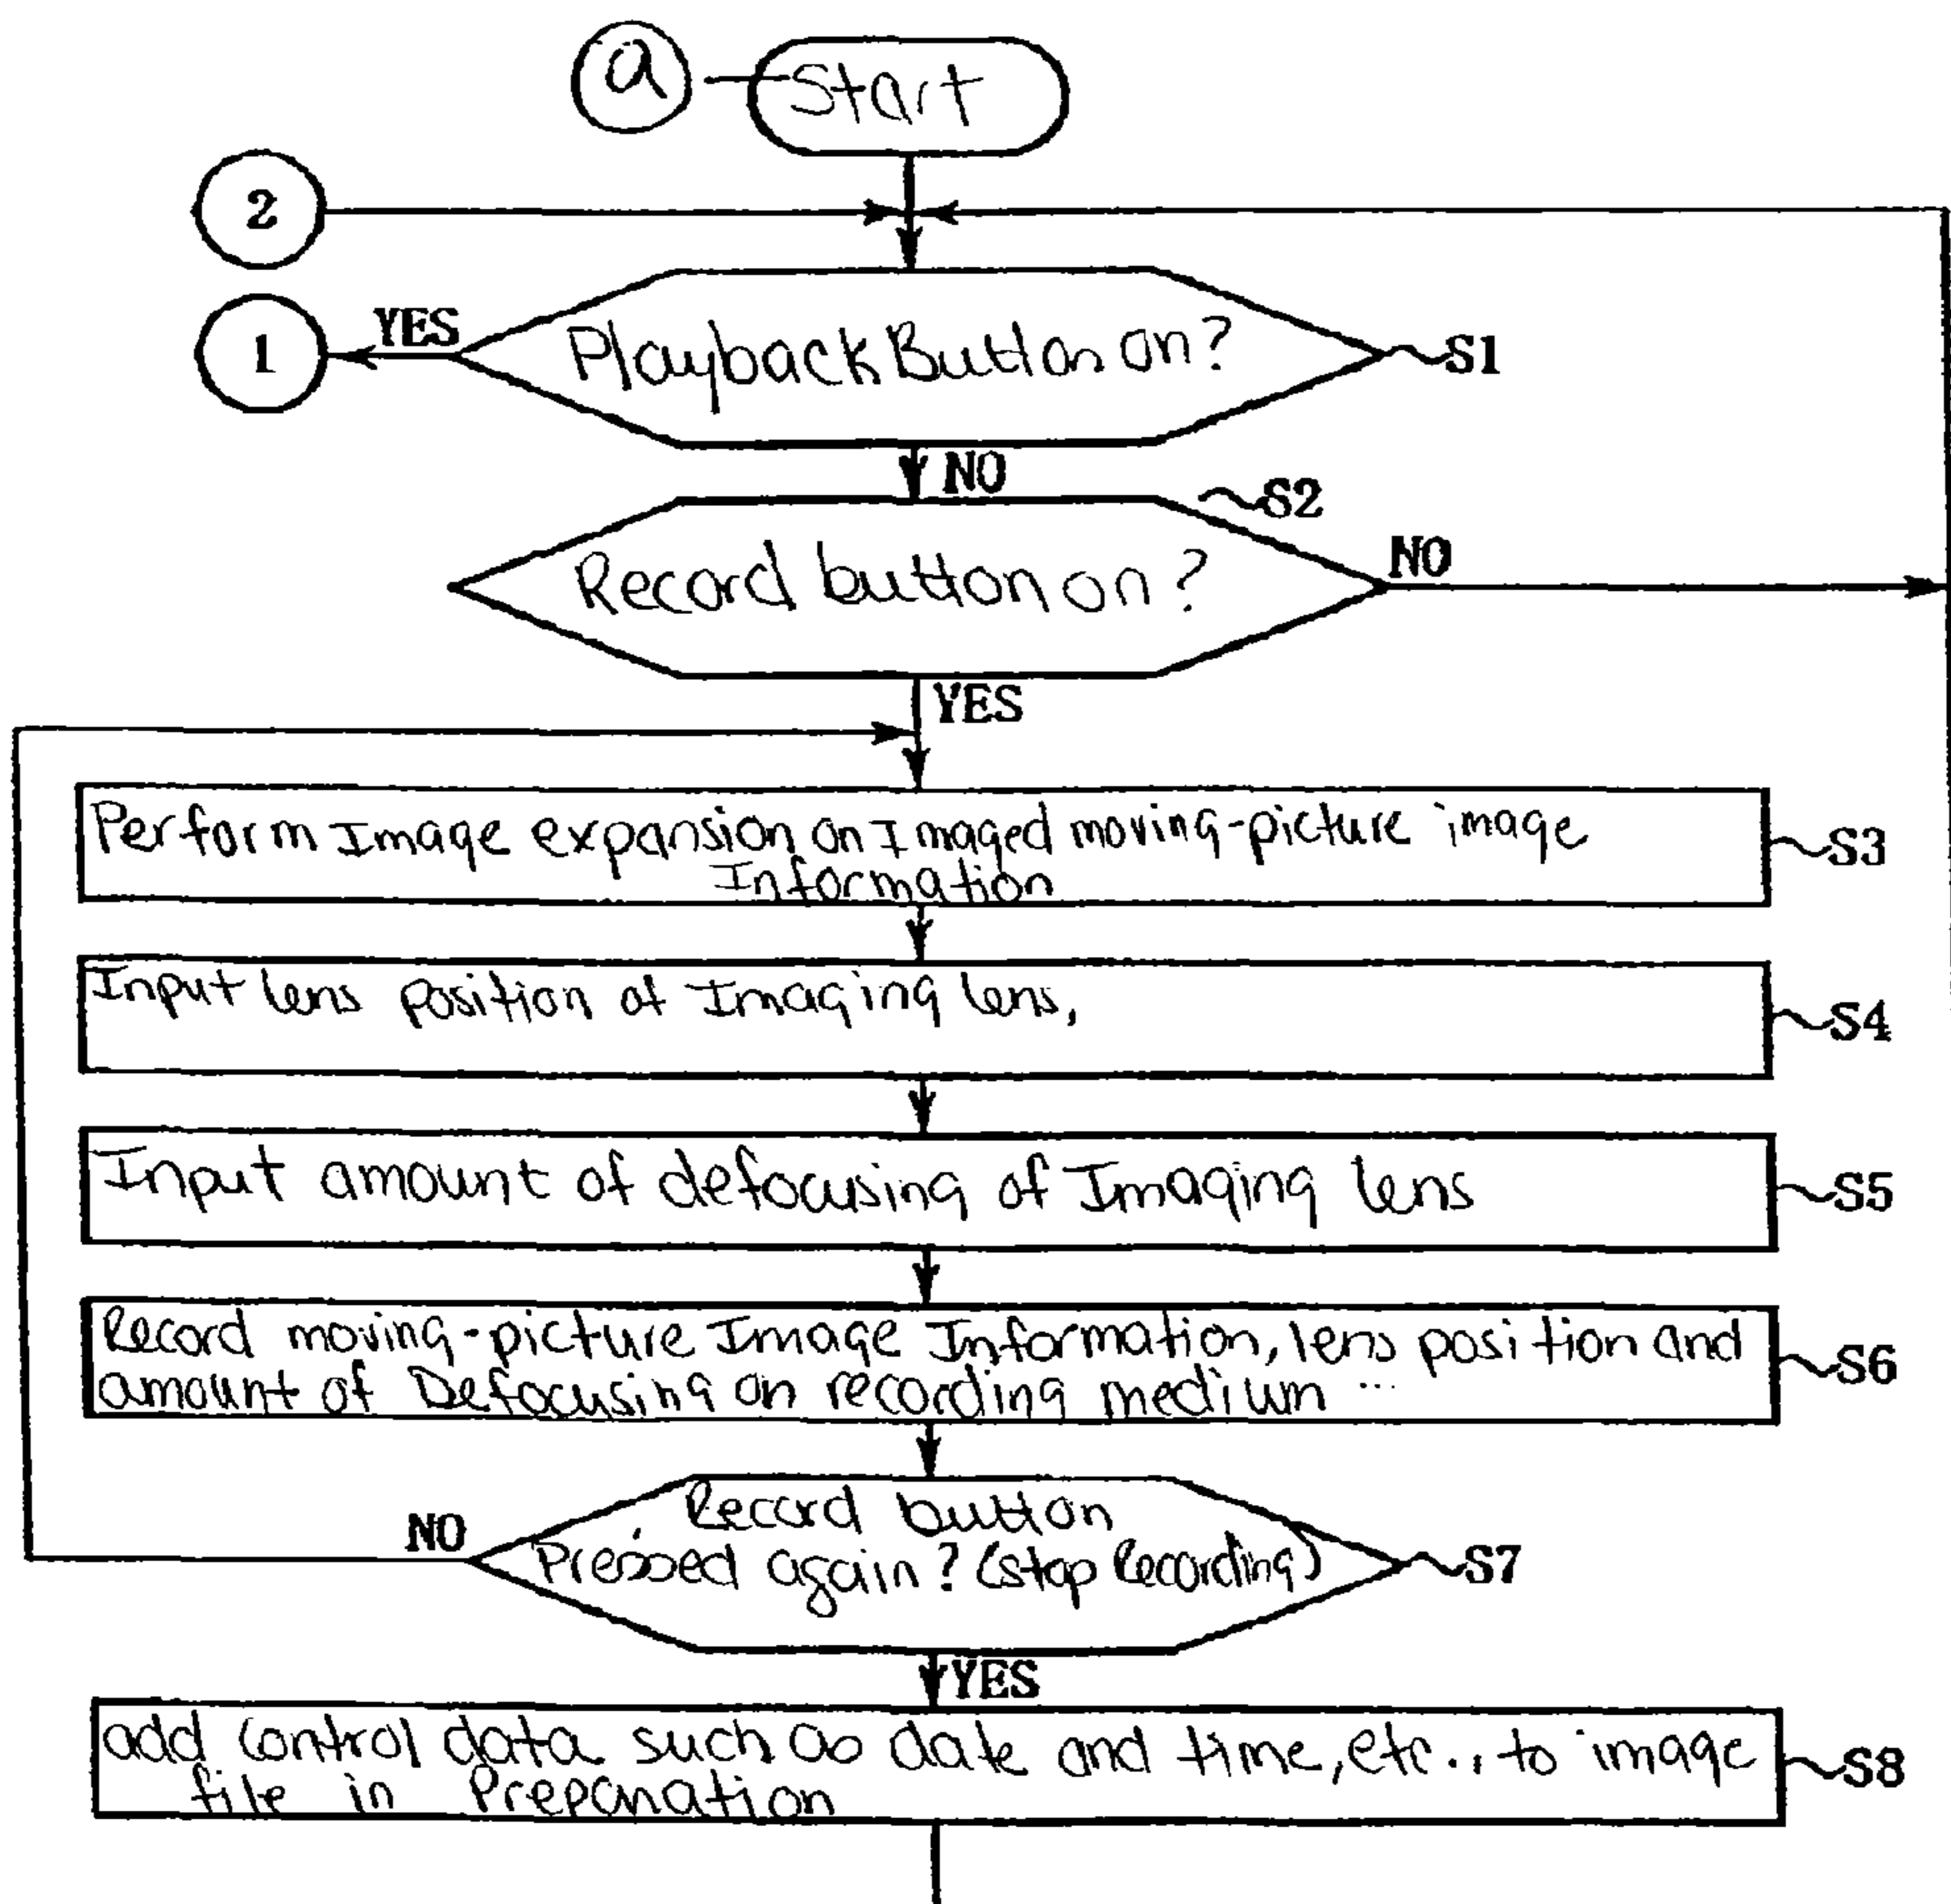 a
Start
2
1
YES
Playback Button on?
S1
NO
S2
Record button on?
NO
YES
Perform Image expansion on Imaged moving-picture image
Information
S3
Input lens position of Imaging lens,
S4
Input amount of defocusing of Imaging lens
S5
Record moving-picture Image Information, lens position and
amount of Defocusing on recording medium ...
S6
NO
Record button
Pressed again? (stop Recording)
S7
YES
add control data such as date and time, etc., to image
file in Preparation
S8